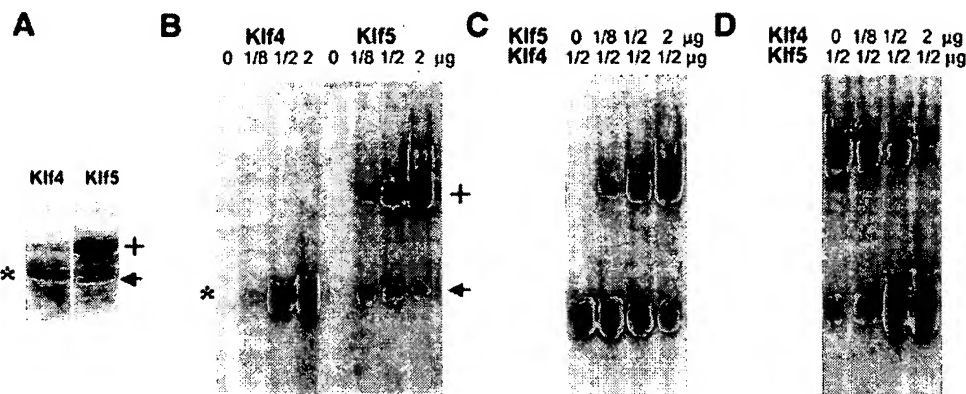 A
Klf4 Klf5
*
+
B
Klf4 Klf5
0 1/8 1/2 2 0 1/8 1/2 2 µg
*
+
C
Klf5 0 1/8 1/2 2 µg
Klf4 1/2 1/2 1/2 1/2 µg
D
Klf4 0 1/8 1/2 2 µg
Klf5 1/2 1/2 1/2 1/2 µg